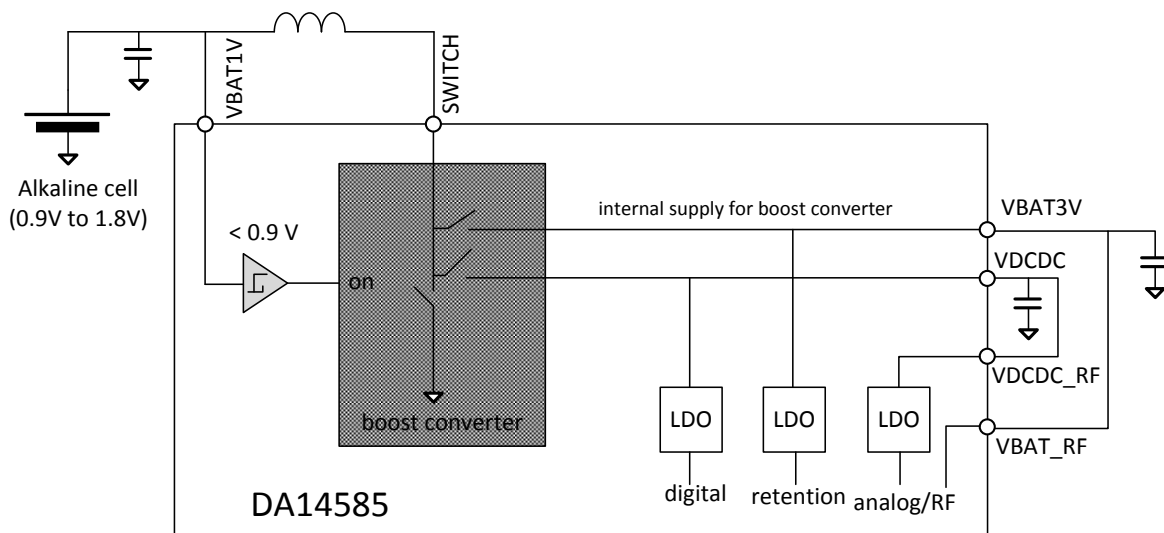 VBAT1V
SWITCH
Alkaline cell
(0.9V to 1.8V)
< 0.9 V
on
boost converter
internal supply for boost converter
VBAT3V
VDCDC
VDCDC_RF
VBAT_RF
LDO
LDO
LDO
digital
retention
analog/RF
DA14585